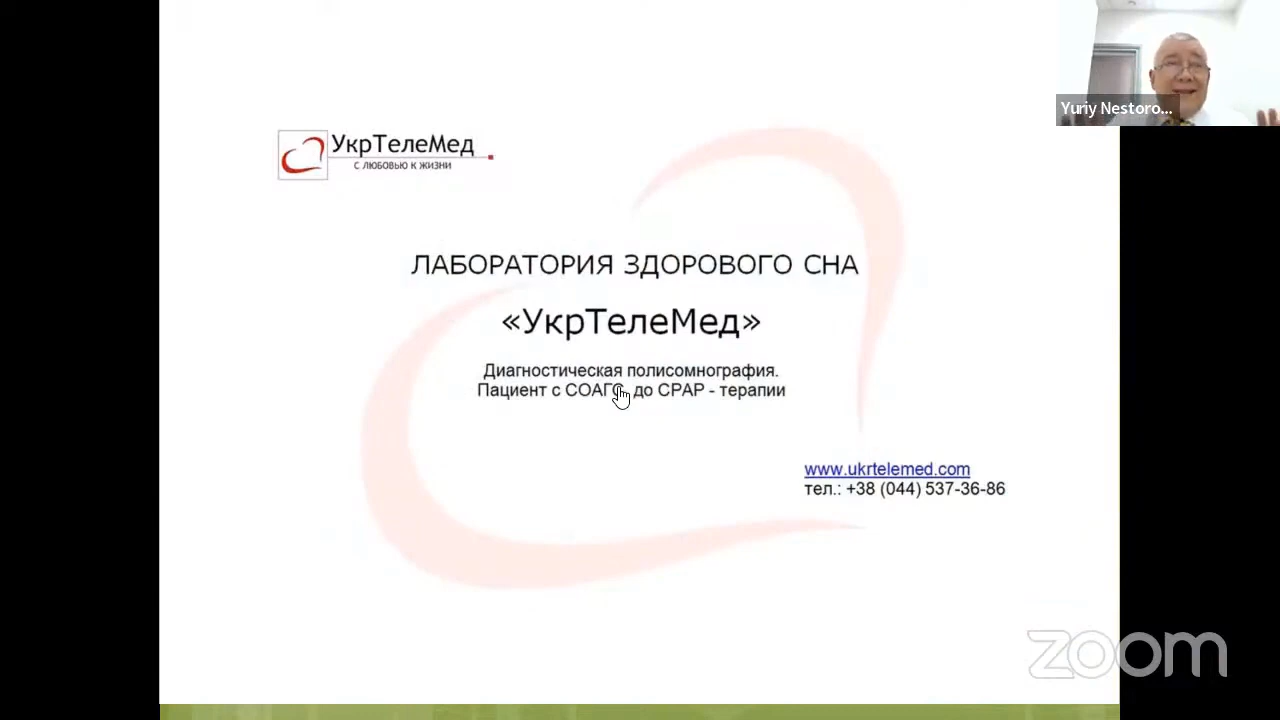 Yuriy Nestoro...
УкрТелеМед
С ЛЮБОВЬЮ К ЖИЗНИ
ЛАБОРАТОРИЯ ЗДОРОВОГО СНА
«УкрТелеМед»
Диагностическая полисомнография.
Пациент с СОАГС до СРАР - терапии
www.ukrtelemed.com
тел.: +38 (044) 537-36-86
zoom